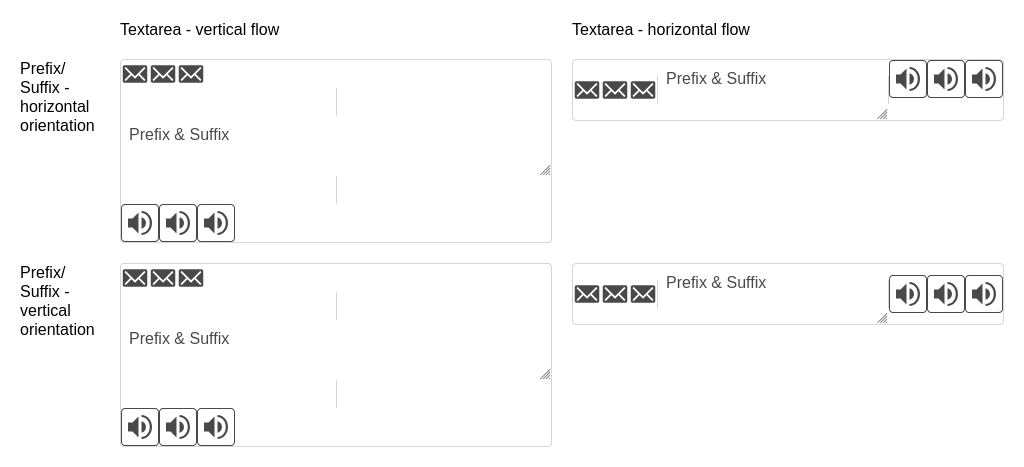 Textarea - vertical flow
Textarea - horizontal flow
Prefix/
Suffix -
horizontal
orientation
Prefix & Suffix
Prefix & Suffix
Prefix/
Suffix -
vertical
orientation
Prefix & Suffix
Prefix & Suffix